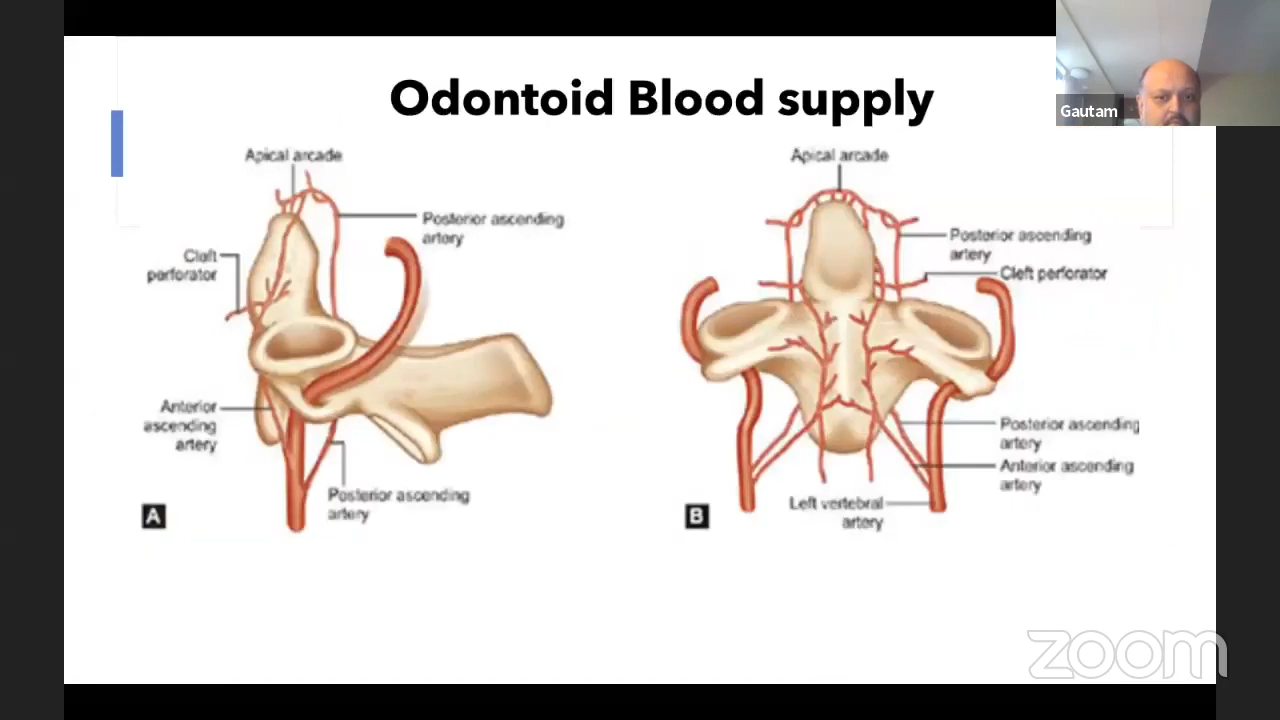 Odontoid Blood supply
Gautam
Apical arcade
Posterior ascending
artery
Claft
perforator
Anterior
ascending
artery
Posterior ascending
artery
A
Apical arcade
Posterior ascending
artery
Cleft perforator
Posterior ascending
artery
Anterior ascending
artery
Left vertebral
artery
B
zoom